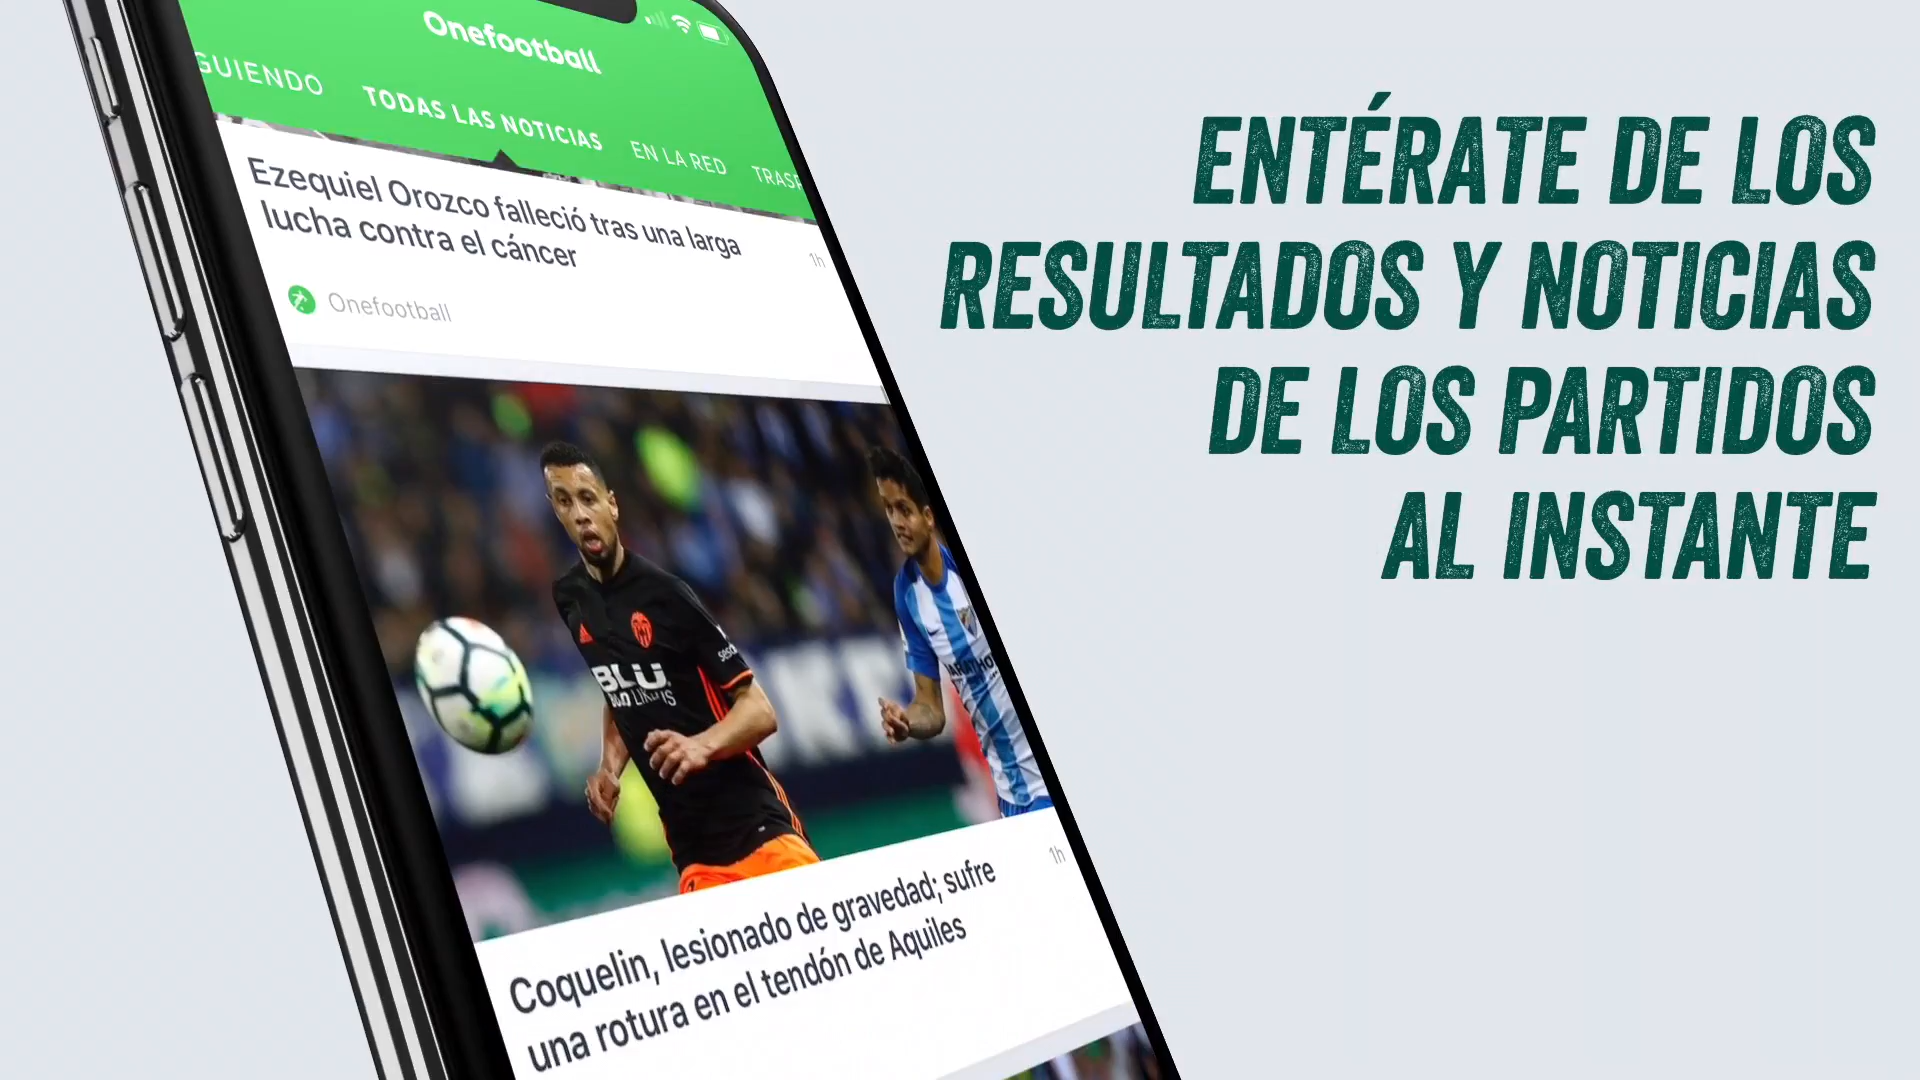 Onefootball
GUIENDO
TODAS LAS NOTICIAS
EN LA RED
Ezequiel Orozco falleció tras una larga
lucha contra el cáncer
1h
Onefootball
BLU
Coquelin, lesionado de gravedad; sufre
una rotura en el tendón de Aquiles
1h
ENTÉRATE DE LOS
RESULTADOS Y NOTICIAS
DE LOS PARTIDOS
AL INSTANTE